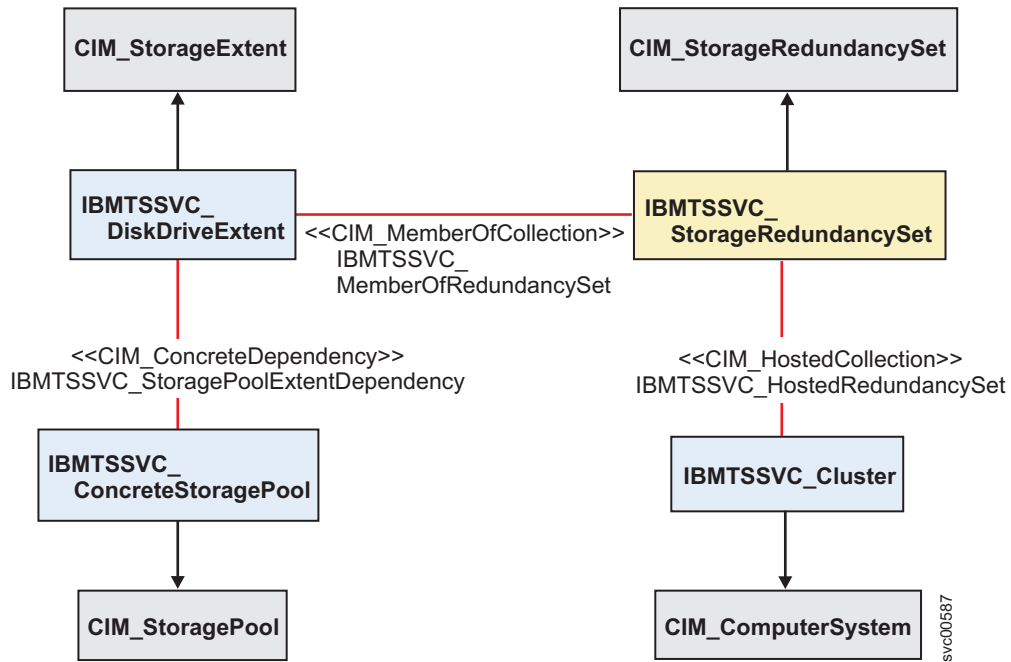 CIM_StorageExtent
CIM_StorageRedundancySet
IBMTSSVC_
DiskDriveExtent
IBMTSSVC_
StorageRedundancySet
<<CIM_MemberOfCollection>>
IBMTSSVC_
MemberOfRedundancySet
<<CIM_ConcreteDependency>>
IBMTSSVC_StoragePoolExtentDependency
<<CIM_HostedCollection>>
IBMTSSVC_HostedRedundancySet
IBMTSSVC_
ConcreteStoragePool
IBMTSSVC_Cluster
CIM_StoragePool
CIM_ComputerSystem
svc00587